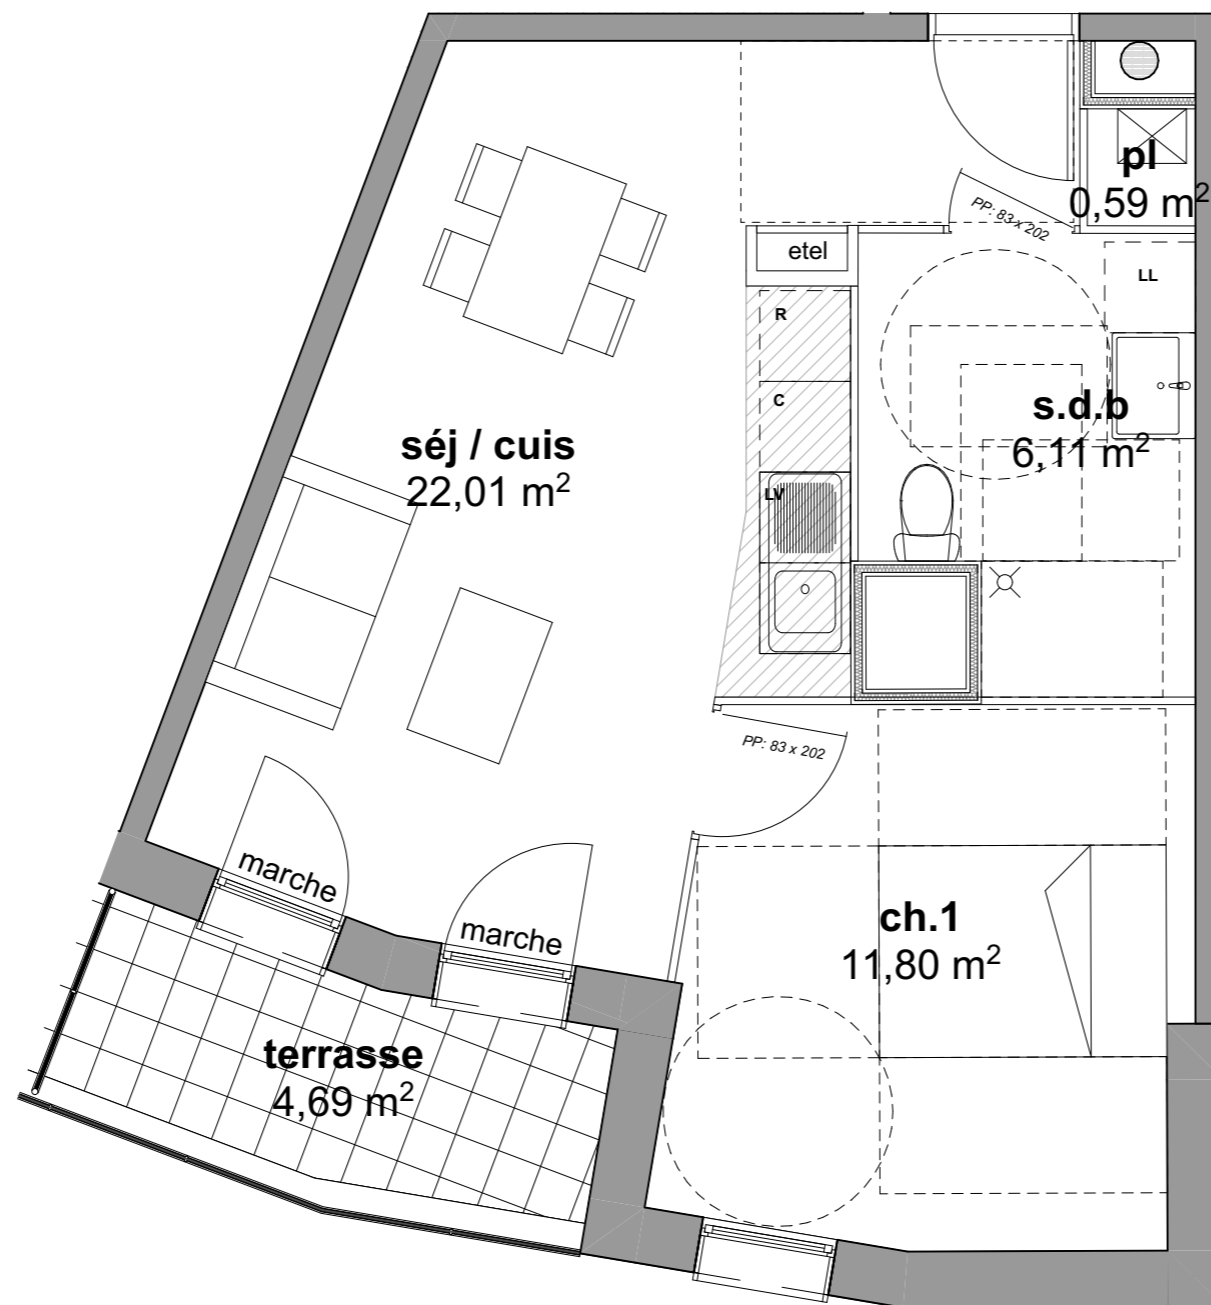 pl
0,59 m²
PP: 83 x 202
etel
LL
R
C
s.d.b
6,11 m²
séj / cuis
22,01 m²
LV
PP: 83 x 202
marche
marche
ch.1
11,80 m²
terrasse
4,69 m²